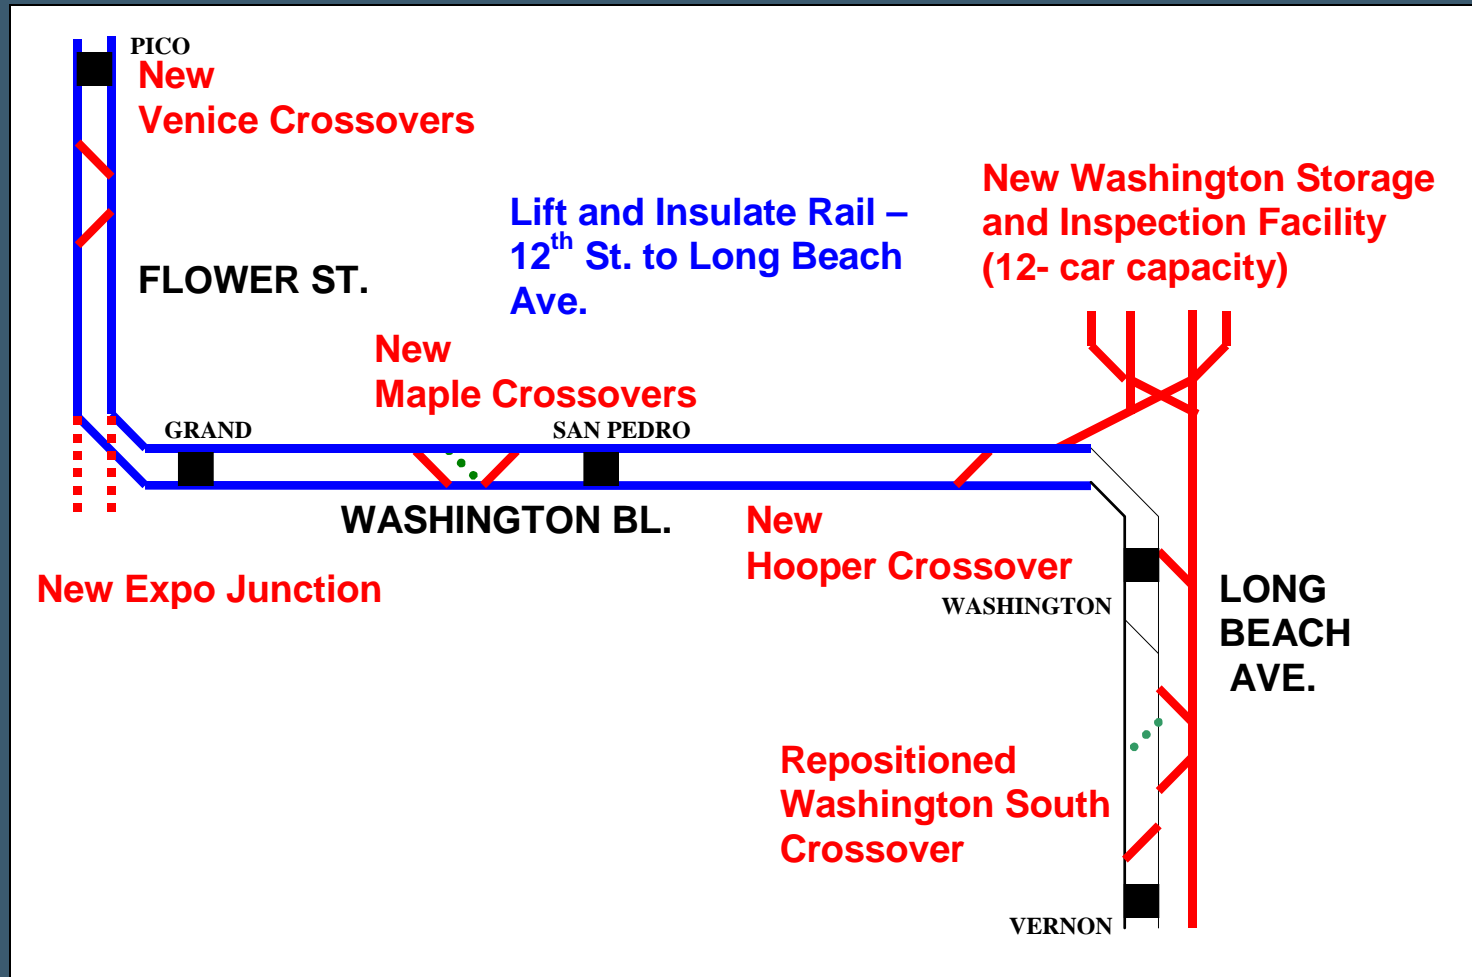 PICO
New
Venice Crossovers
New Washington Storage
and Inspection Facility
(12- car capacity)
Lift and Insulate Rail –
12th St. to Long Beach
Ave.
FLOWER ST.
New
Maple Crossovers
GRAND
SAN PEDRO
WASHINGTON BL.
New
Hooper Crossover
New Expo Junction
WASHINGTON
LONG
BEACH
AVE.
Repositioned
Washington South
Crossover
VERNON